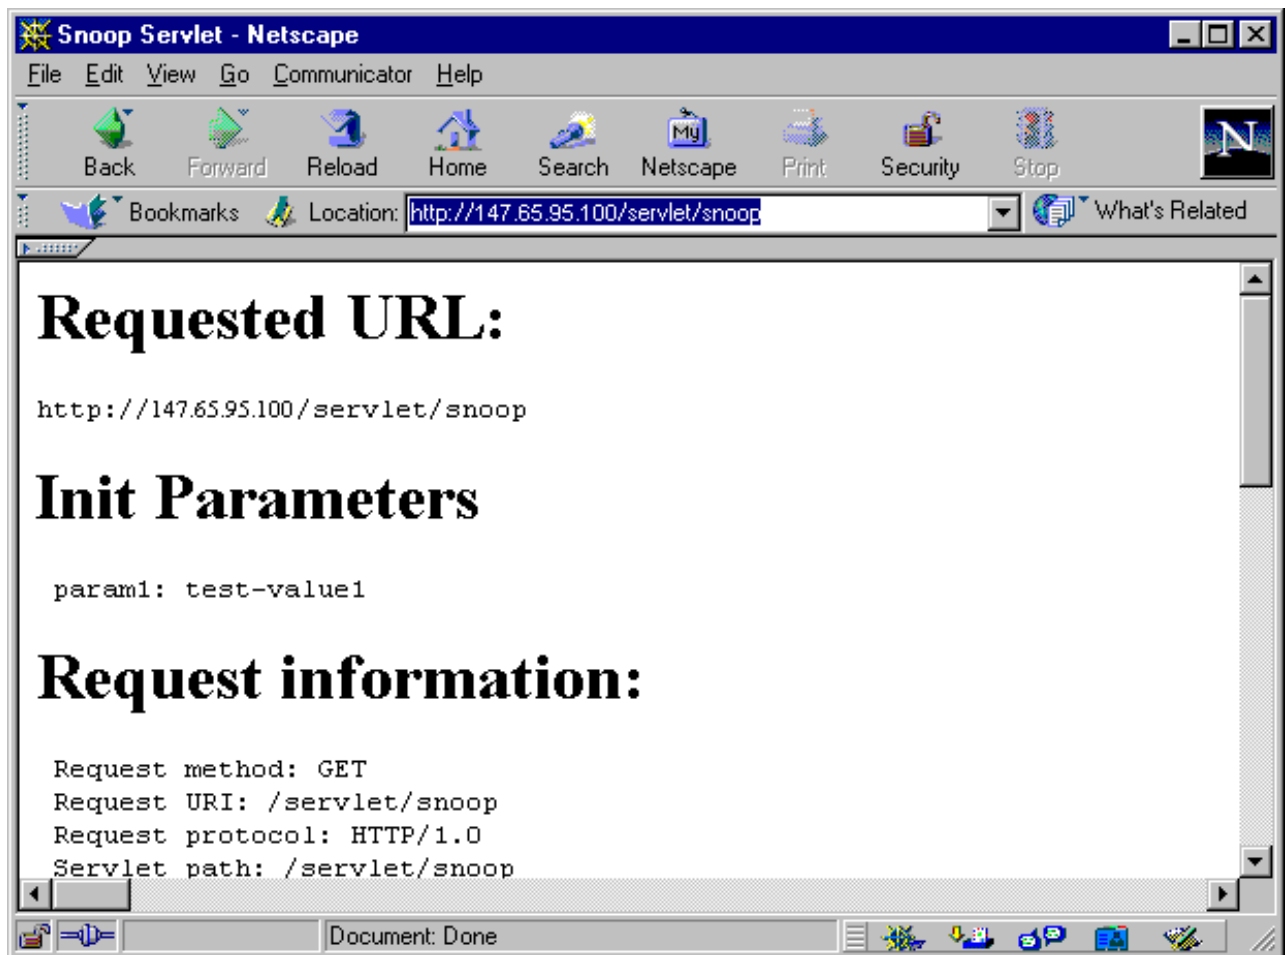 Snoop Servlet - Netscape
File Edit View Go Communicator Help
My N
Back Forward Reload Home Search Netscape Print Security Stop
Bookmarks Location: http://147.65.95.100/servlet/snoop What's Related
Requested URL:
http://147.65.95.100/servlet/snoop
Init Parameters
param1: test-value1
Request information:
Request method: GET
Request URI: /servlet/snoop
Request protocol: HTTP/1.0
Servlet path: /servlet/snoop
Document: Done